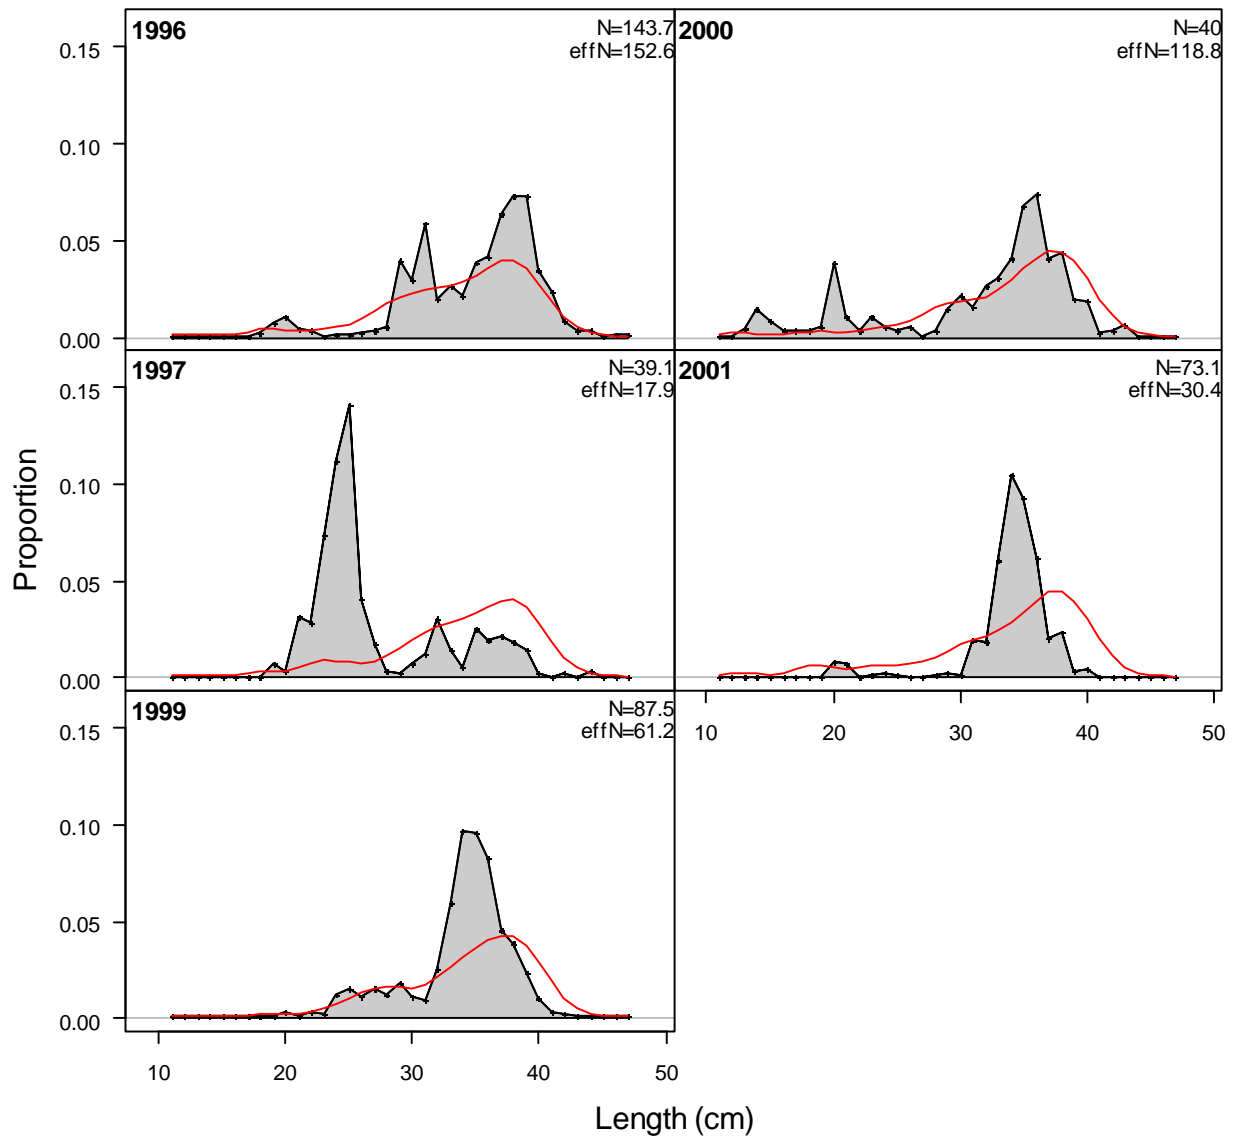 1996
N=143.7
effN=152.6
0.15
0.10
0.05
0.00
2000
N=40
effN=118.8
1997
N=39.1
effN=17.9
0.15
0.10
0.05
0.00
2001
N=73.1
effN=30.4
10 20 30 40 50
1999
N=87.5
effN=61.2
0.15
0.10
0.05
0.00
10 20 30 40 50
Proportion
Length (cm)